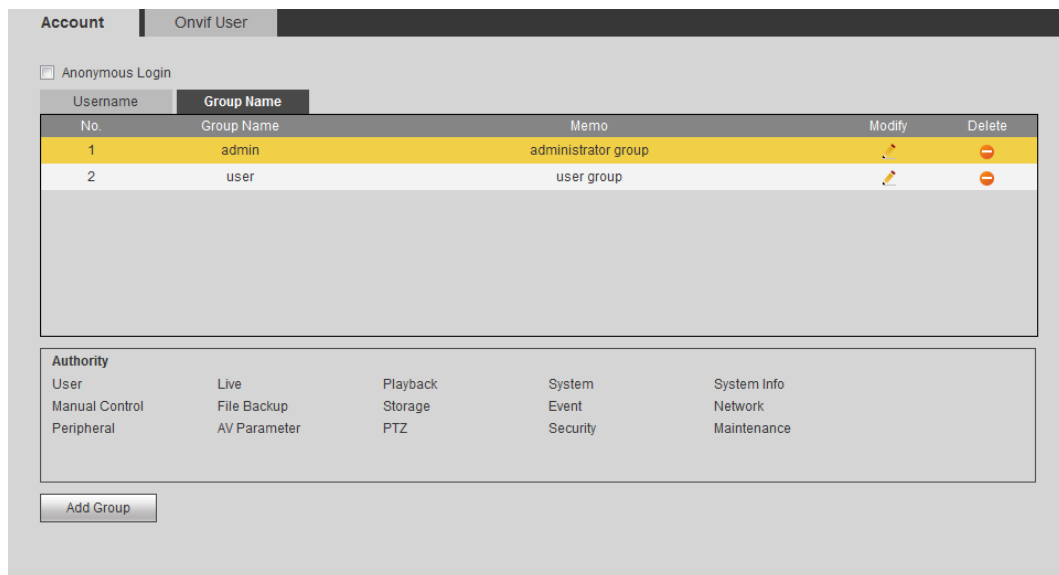 Account Onvif User
Anonymous Login
Username Group Name
No. Group Name Memo Modify Delete
1 admin administrator group
2 user user group
Authority
User Live Playback System System Info
Manual Control File Backup Storage Event Network
Peripheral AV Parameter PTZ Security Maintenance
Add Group